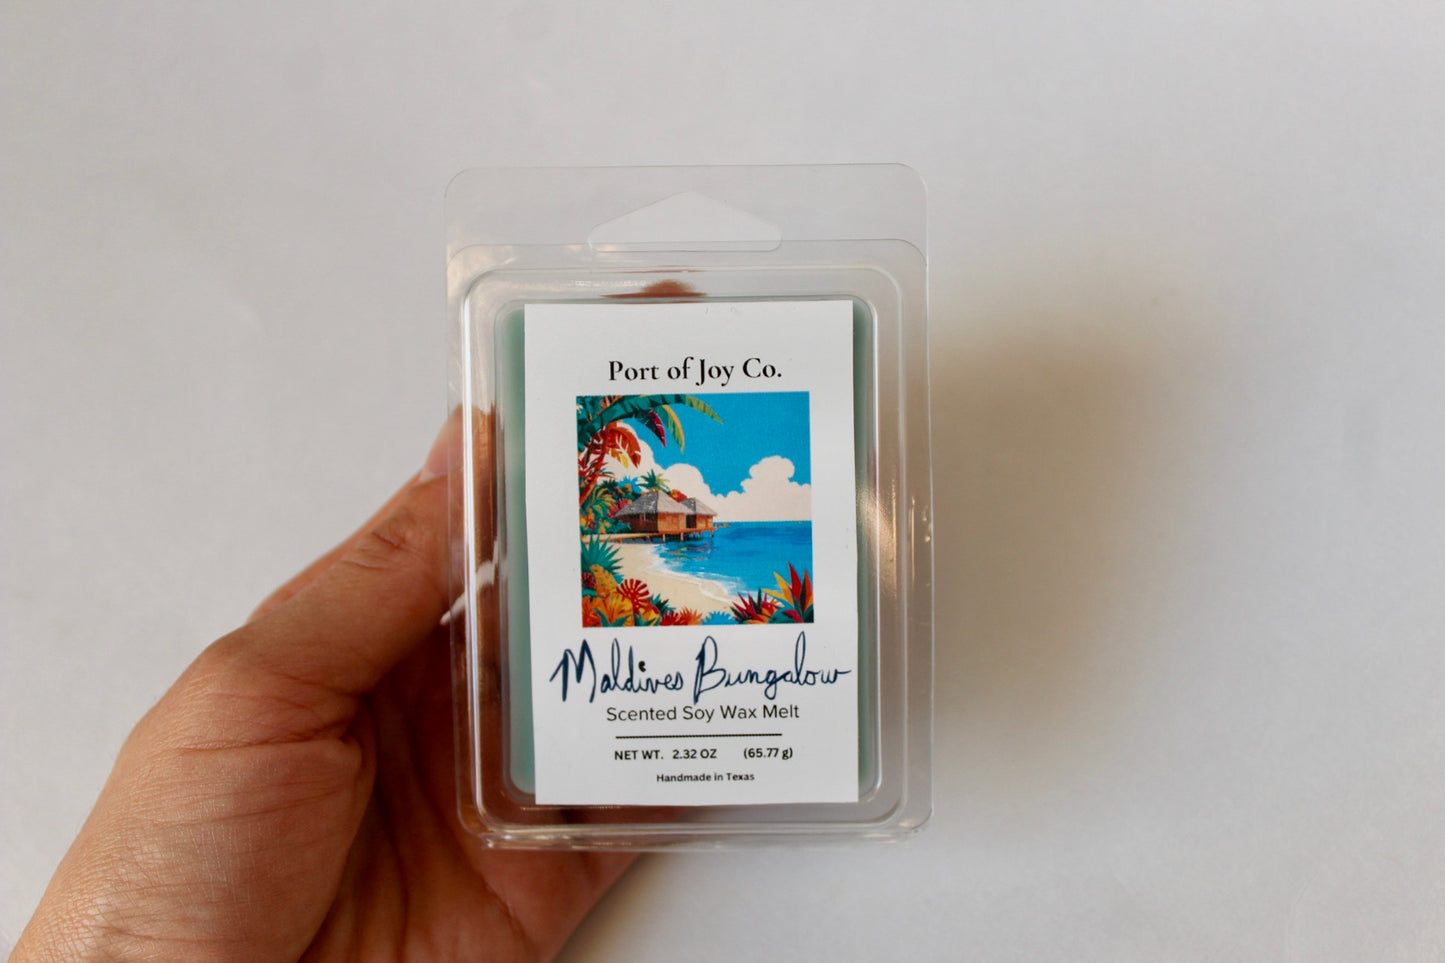 Port of Joy Co.
Maldives Bungalow
Scented Soy Wax Melt
NET WT. 2.32 OZ (65.77 g)
Handmade in Texas